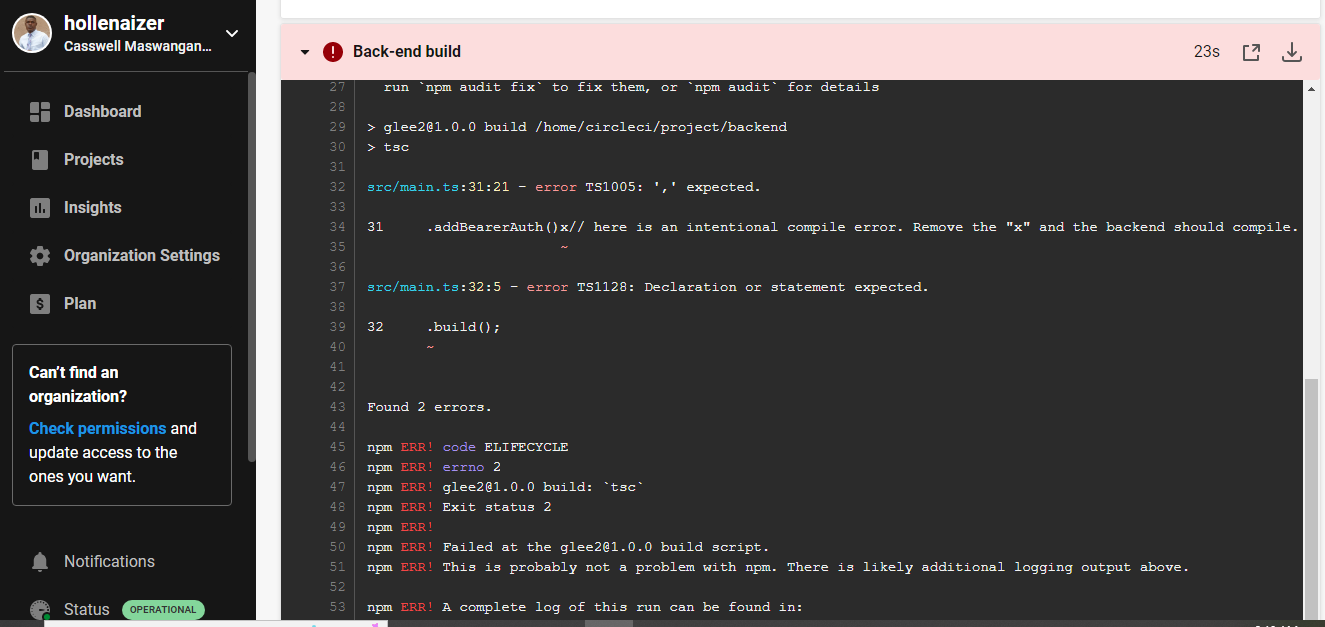 hollenaizer
Casswell Maswangan...
Dashboard
Projects
Insights
Organization Settings
Plan
Can't find an
organization?
Check permissions and
update access to the
ones you want.
Notifications
Status OPERATIONAL
Back-end build 23s
27 run `npm audit fix` to fix them, or `npm audit` for details
28
29 > glee2@1.0.0 build /home/circleci/project/backend
30 > tsc
31
32 src/main.ts:31:21 - error TS1005: ',' expected.
33
34 31 .addBearerAuth()x// here is an intentional compile error. Remove the "x" and the backend should compile.
35 ~
36
37 src/main.ts:32:5 - error TS1128: Declaration or statement expected.
38
39 32 .build();
40 ~
41
42
43 Found 2 errors.
44
45 npm ERR! code ELIFECYCLE
46 npm ERR! errno 2
47 npm ERR! glee2@1.0.0 build: `tsc`
48 npm ERR! Exit status 2
49 npm ERR!
50 npm ERR! Failed at the glee2@1.0.0 build script.
51 npm ERR! This is probably not a problem with npm. There is likely additional logging output above.
52
53 npm ERR! A complete log of this run can be found in: